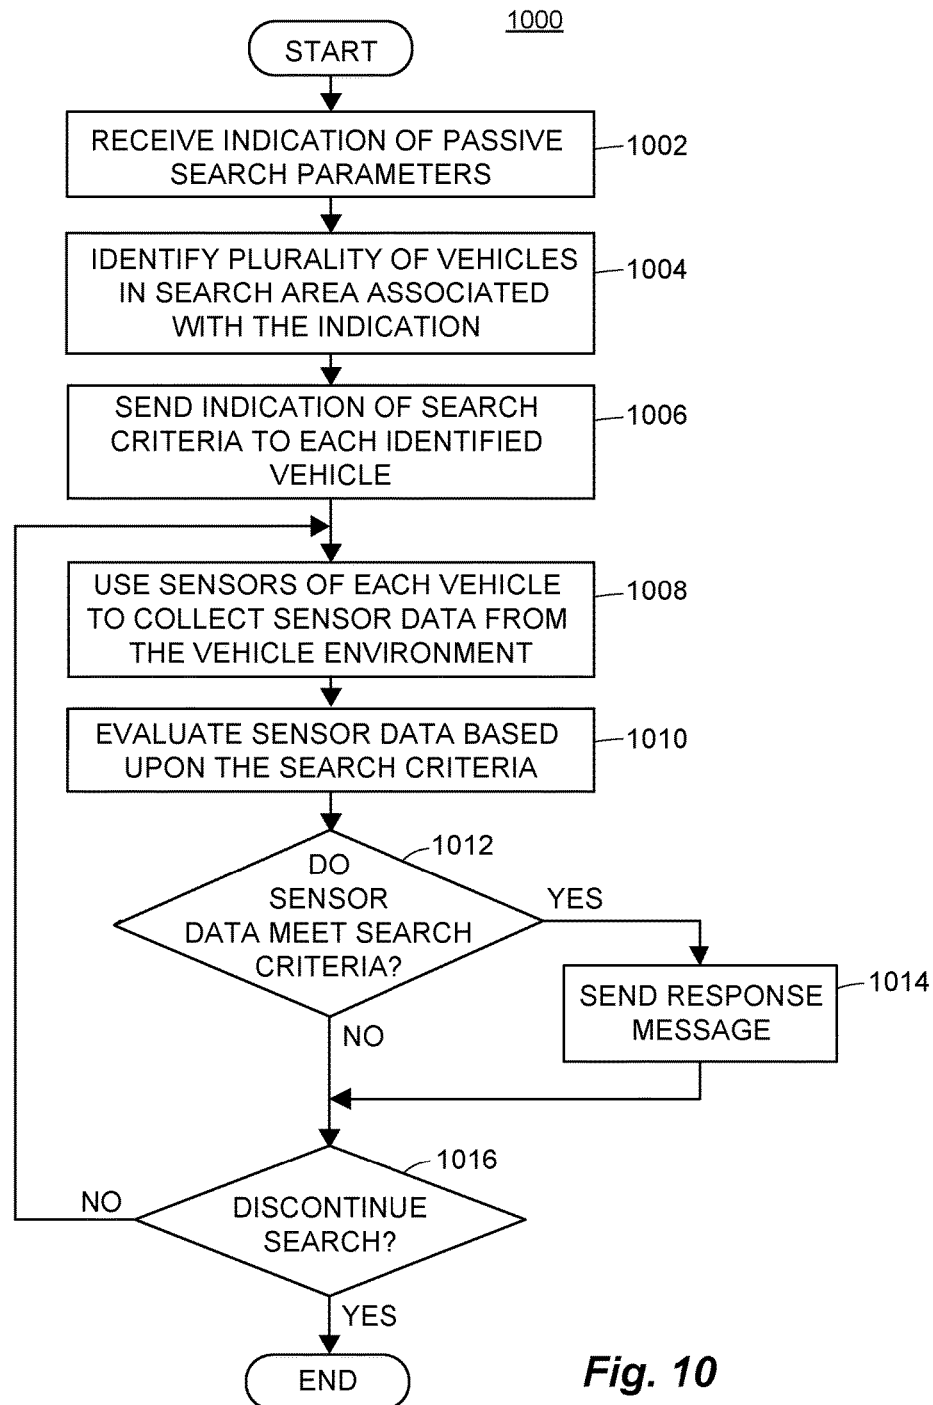 1000
START
RECEIVE INDICATION OF PASSIVE
SEARCH PARAMETERS
1002
IDENTIFY PLURALITY OF VEHICLES
IN SEARCH AREA ASSOCIATED
WITH THE INDICATION
1004
SEND INDICATION OF SEARCH
CRITERIA TO EACH IDENTIFIED
VEHICLE
1006
USE SENSORS OF EACH VEHICLE
TO COLLECT SENSOR DATA FROM
THE VEHICLE ENVIRONMENT
1008
EVALUATE SENSOR DATA BASED
UPON THE SEARCH CRITERIA
1010
DO
SENSOR
DATA MEET SEARCH
CRITERIA?
1012
YES
SEND RESPONSE
MESSAGE
1014
NO
DISCONTINUE
SEARCH?
1016
NO
YES
END
Fig. 10